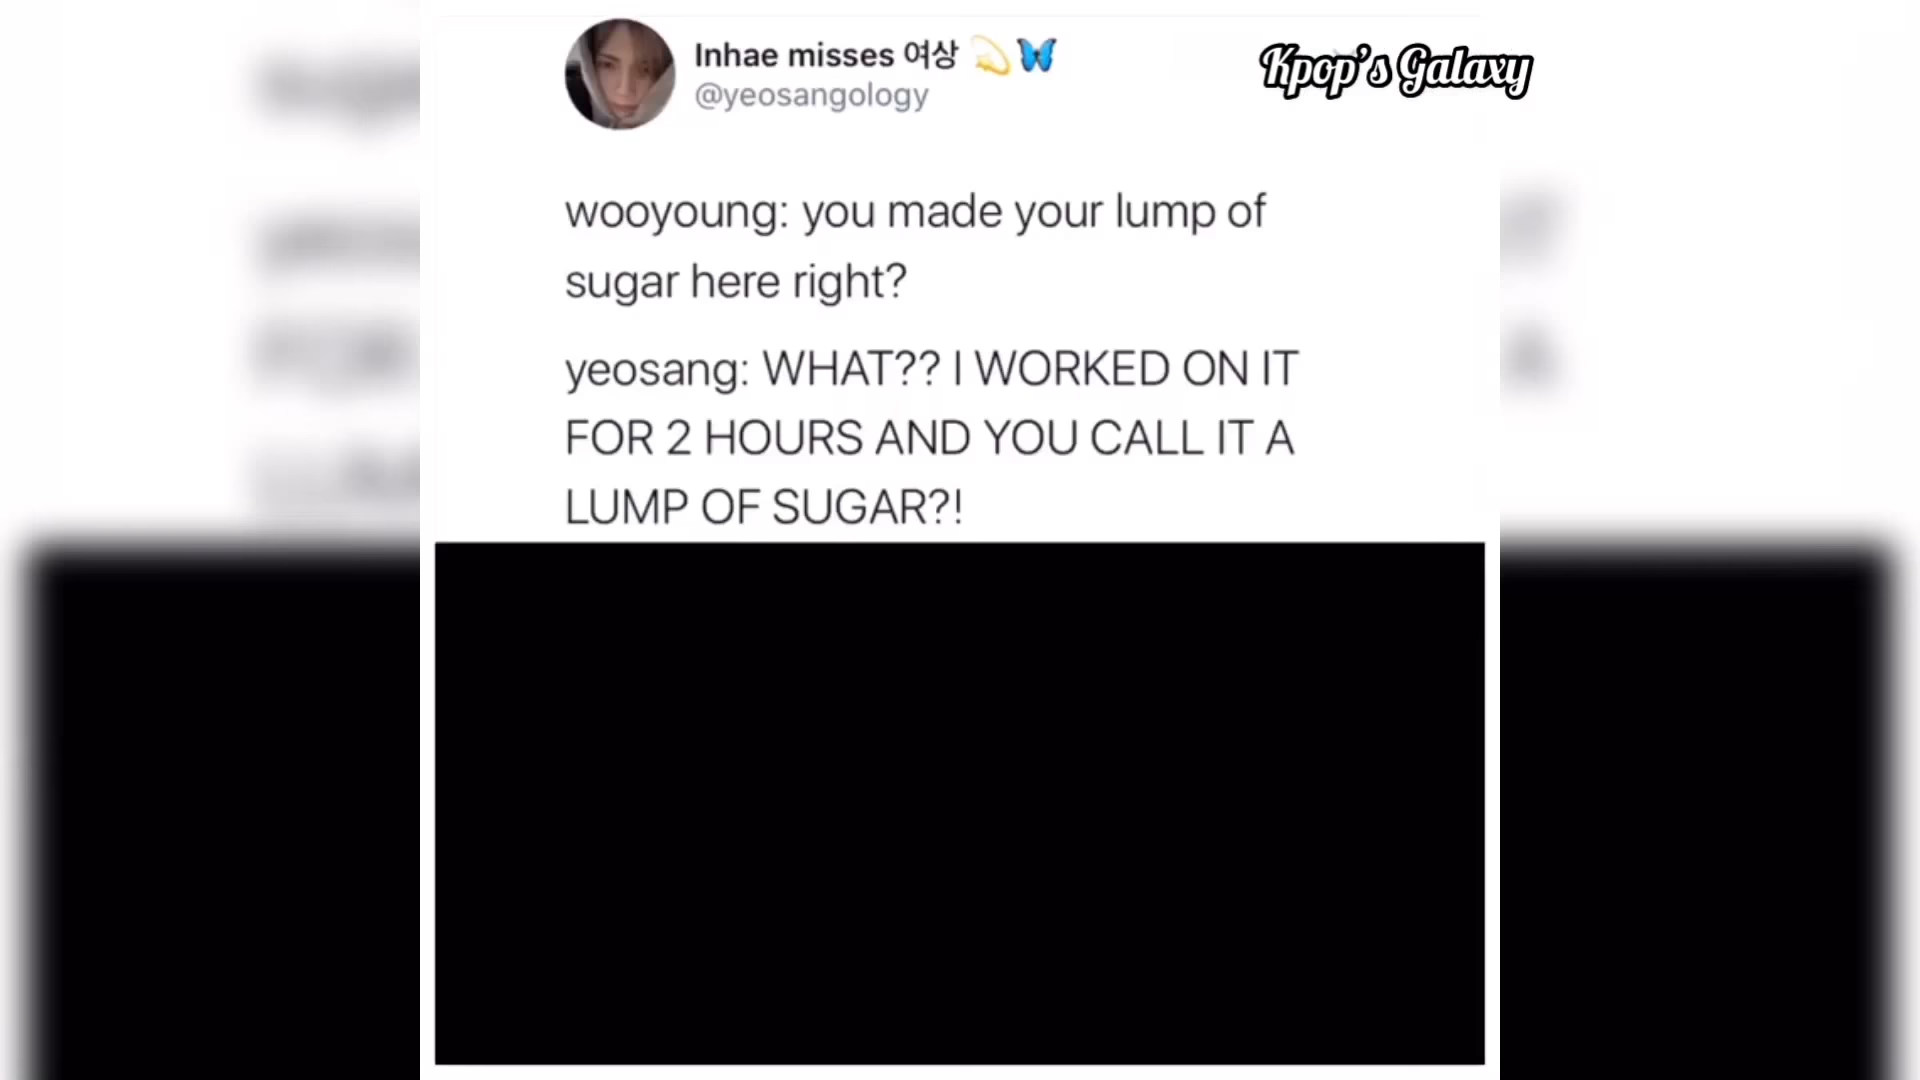 Inhae misses 여상 💫🦋
@yeosangology
Kpop's Galaxy
wooyoung: you made your lump of
sugar here right?
yeosang: WHAT?? I WORKED ON IT
FOR 2 HOURS AND YOU CALL IT A
LUMP OF SUGAR?!